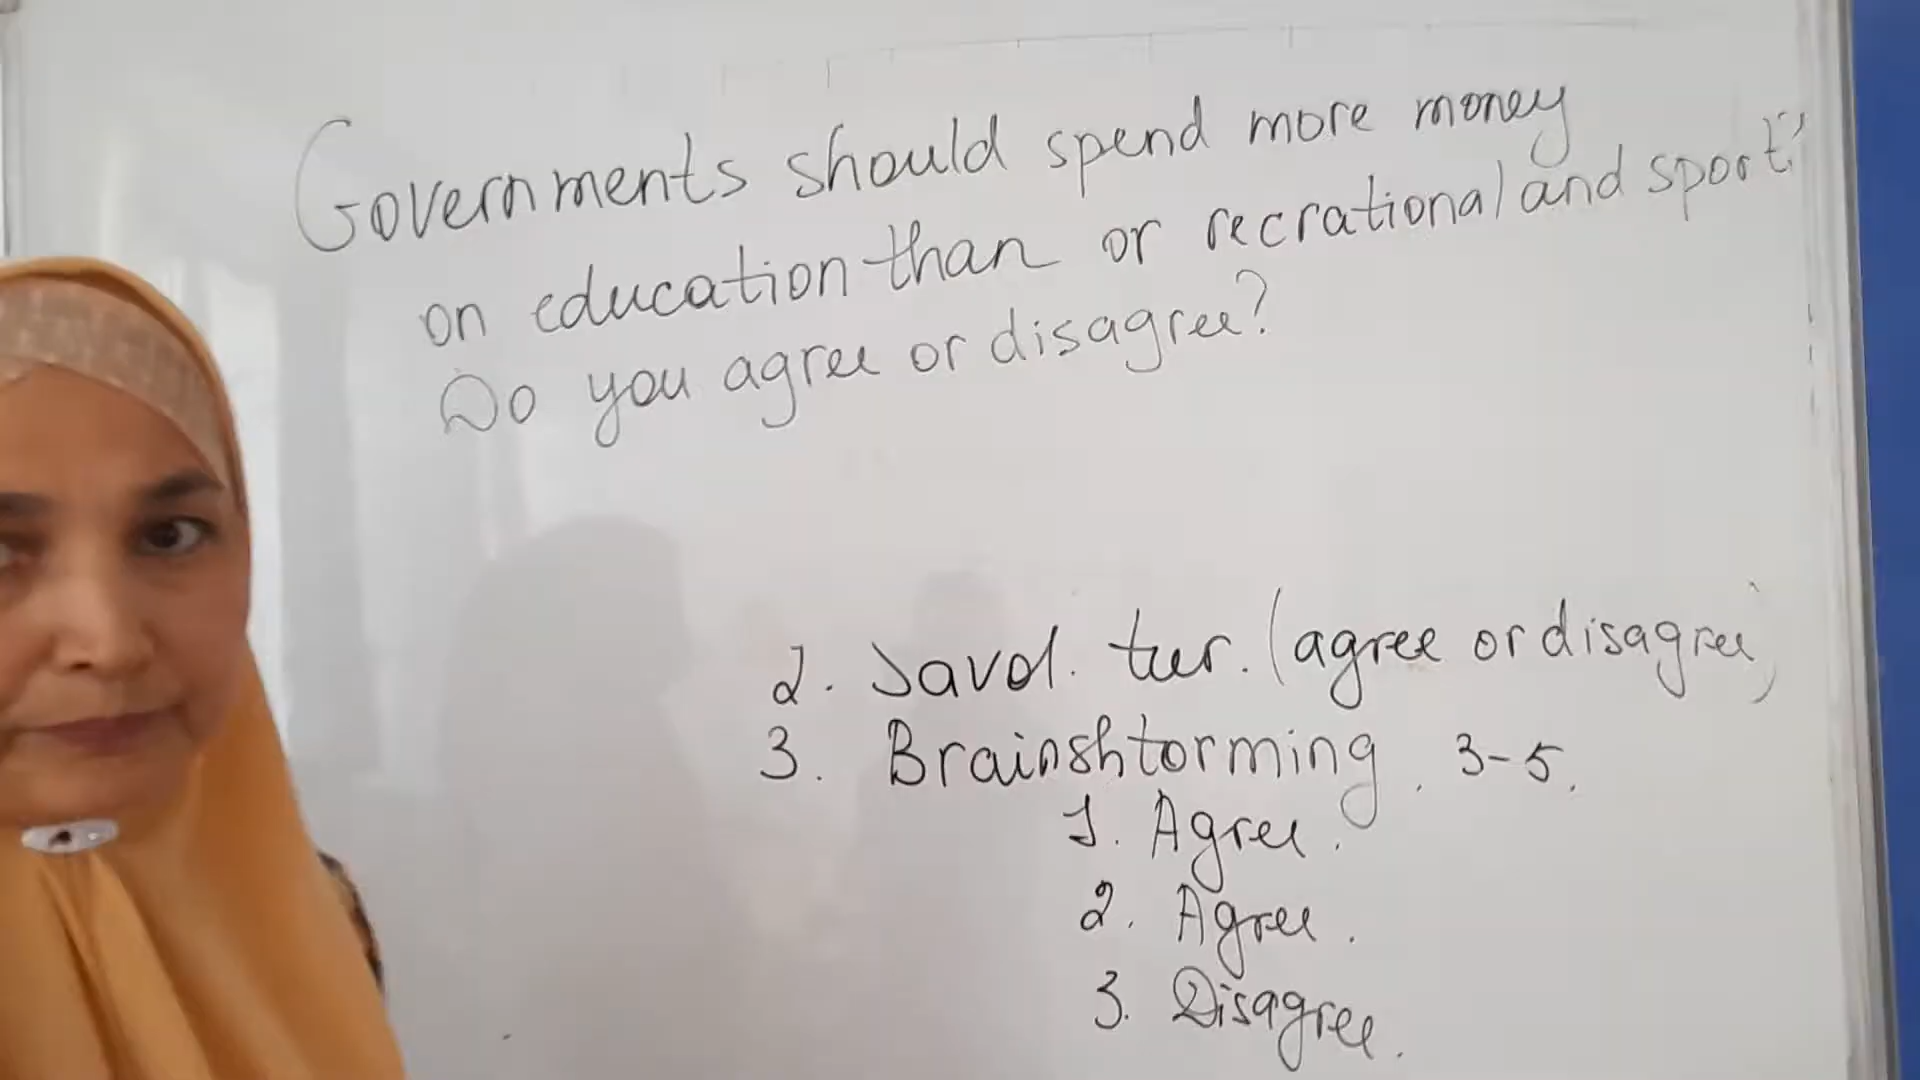 Governments should spend more money
on education than or recrational and sport?
Do you agree or disagree?
2. Savol. tur. (agree or disagree)
3. Brainshtorming. 3-5.
1. Agree.
2. Agree.
3. Disagree.